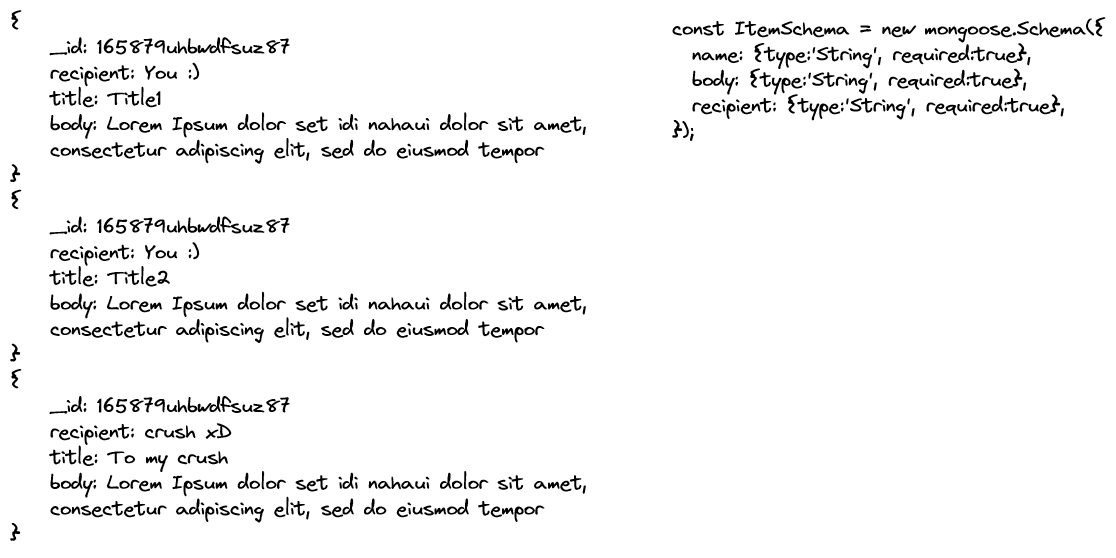 {
_id: 165879uhbwdfsuz87
recipient: You :)
title: Title1
body: Lorem Ipsum dolor set idi nahaui dolor sit amet,
consectetur adipiscing elit, sed do eiusmod tempor
}
{
_id: 165879uhbwdfsuz87
recipient: You :)
title: Title2
body: Lorem Ipsum dolor set idi nahaui dolor sit amet,
consectetur adipiscing elit, sed do eiusmod tempor
}
{
_id: 165879uhbwdfsuz87
recipient: crush xD
title: To my crush
body: Lorem Ipsum dolor set idi nahaui dolor sit amet,
consectetur adipiscing elit, sed do eiusmod tempor
}
const ItemSchema = new mongoose.Schema({
name: {type:'String', required:true},
body: {type:'String', required:true},
recipient: {type:'String', required:true},
});